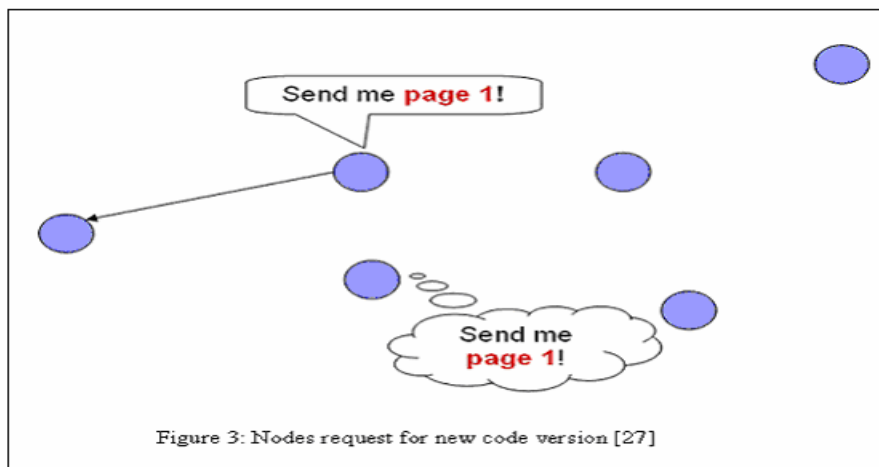 Send me page 1!
Send me
page 1!
Figure 3: Nodes request for new code version [27]